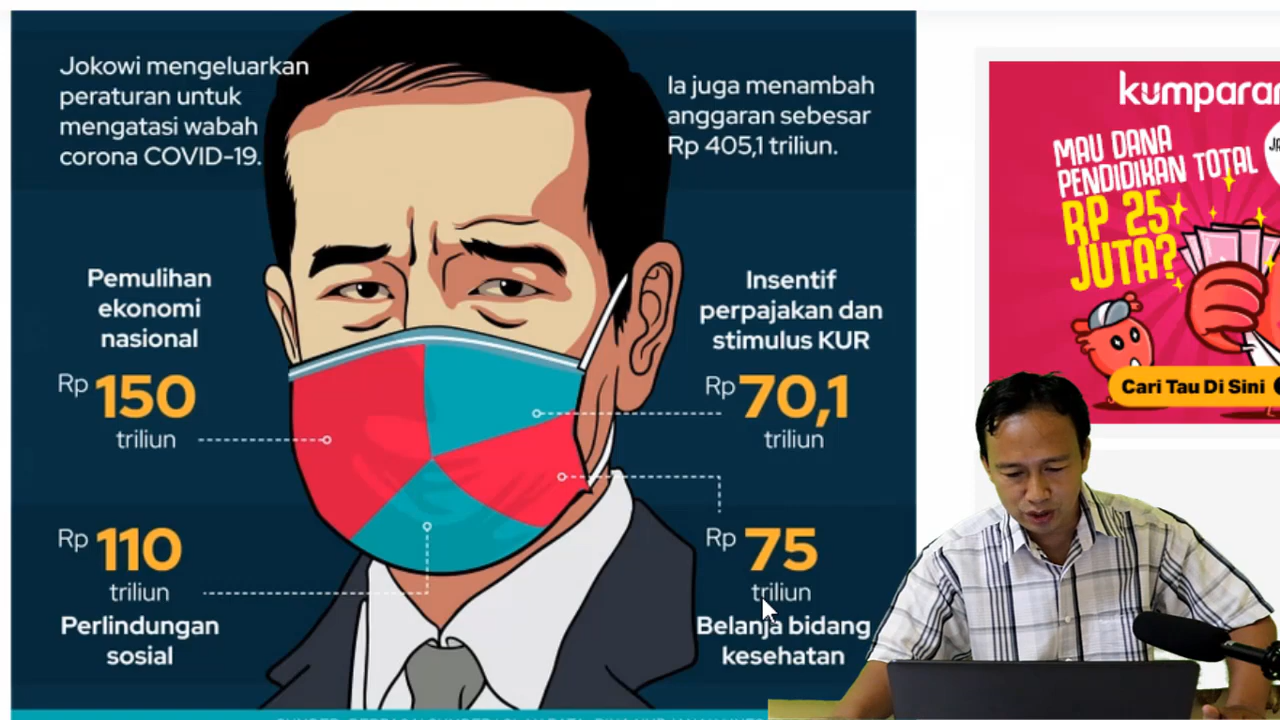 Jokowi mengeluarkan
peraturan untuk
mengatasi wabah
corona COVID-19.
Ia juga menambah
anggaran sebesar
Rp 405,1 triliun.
Pemulihan
ekonomi
nasional
Rp 150
triliun
Insentif
perpajakan dan
stimulus KUR
Rp 70,1
triliun
Rp 110
triliun
Perlindungan
sosial
Rp 75
triliun
Belanja bidang
kesehatan
kumparan
MAU DANA
PENDIDIKAN TOTAL
RP 25
JUTA?
Cari Tau Di Sini